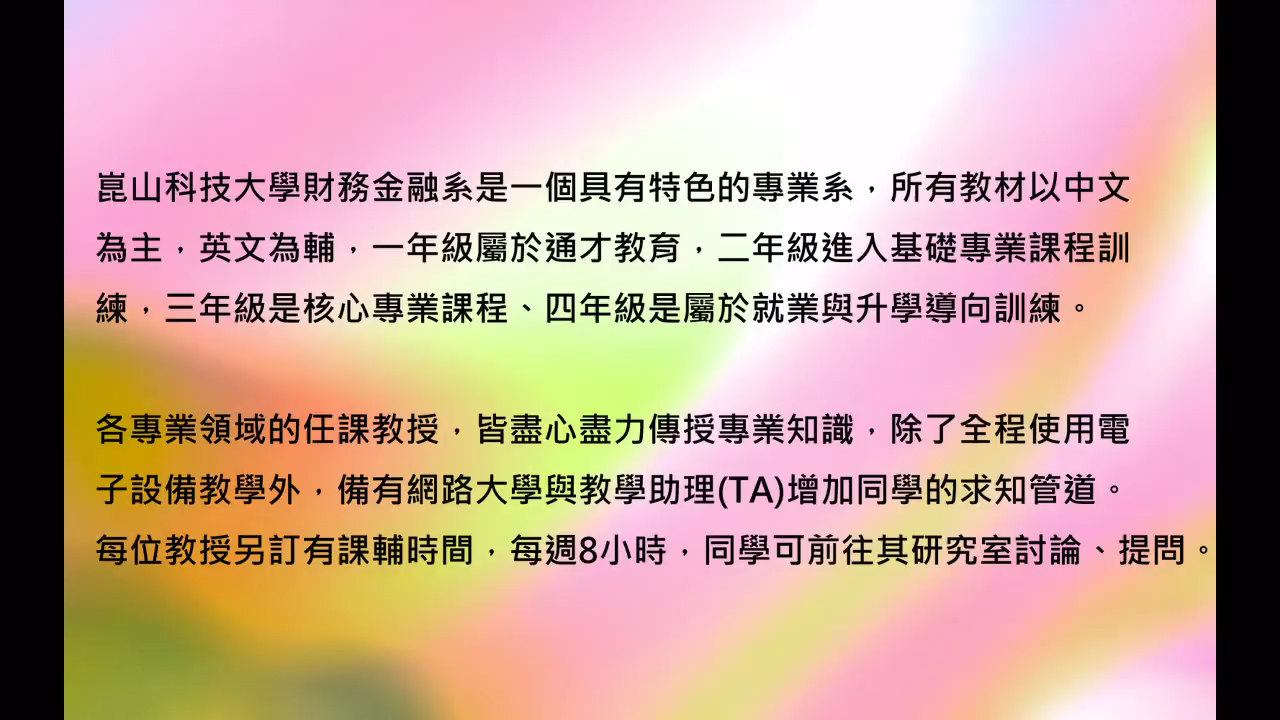 崑山科技大學財務金融系是一個具有特色的專業系，所有教材以中文
為主，英文為輔，一年級屬於通才教育，二年級進入基礎專業課程訓
練，三年級是核心專業課程、四年級是屬於就業與升學導向訓練。
各專業領域的任課教授，皆盡心盡力傳授專業知識，除了全程使用電
子設備教學外，備有網路大學與教學助理(TA)增加同學的求知管道。
每位教授另訂有課輔時間，每週8小時，同學可前往其研究室討論、提問。